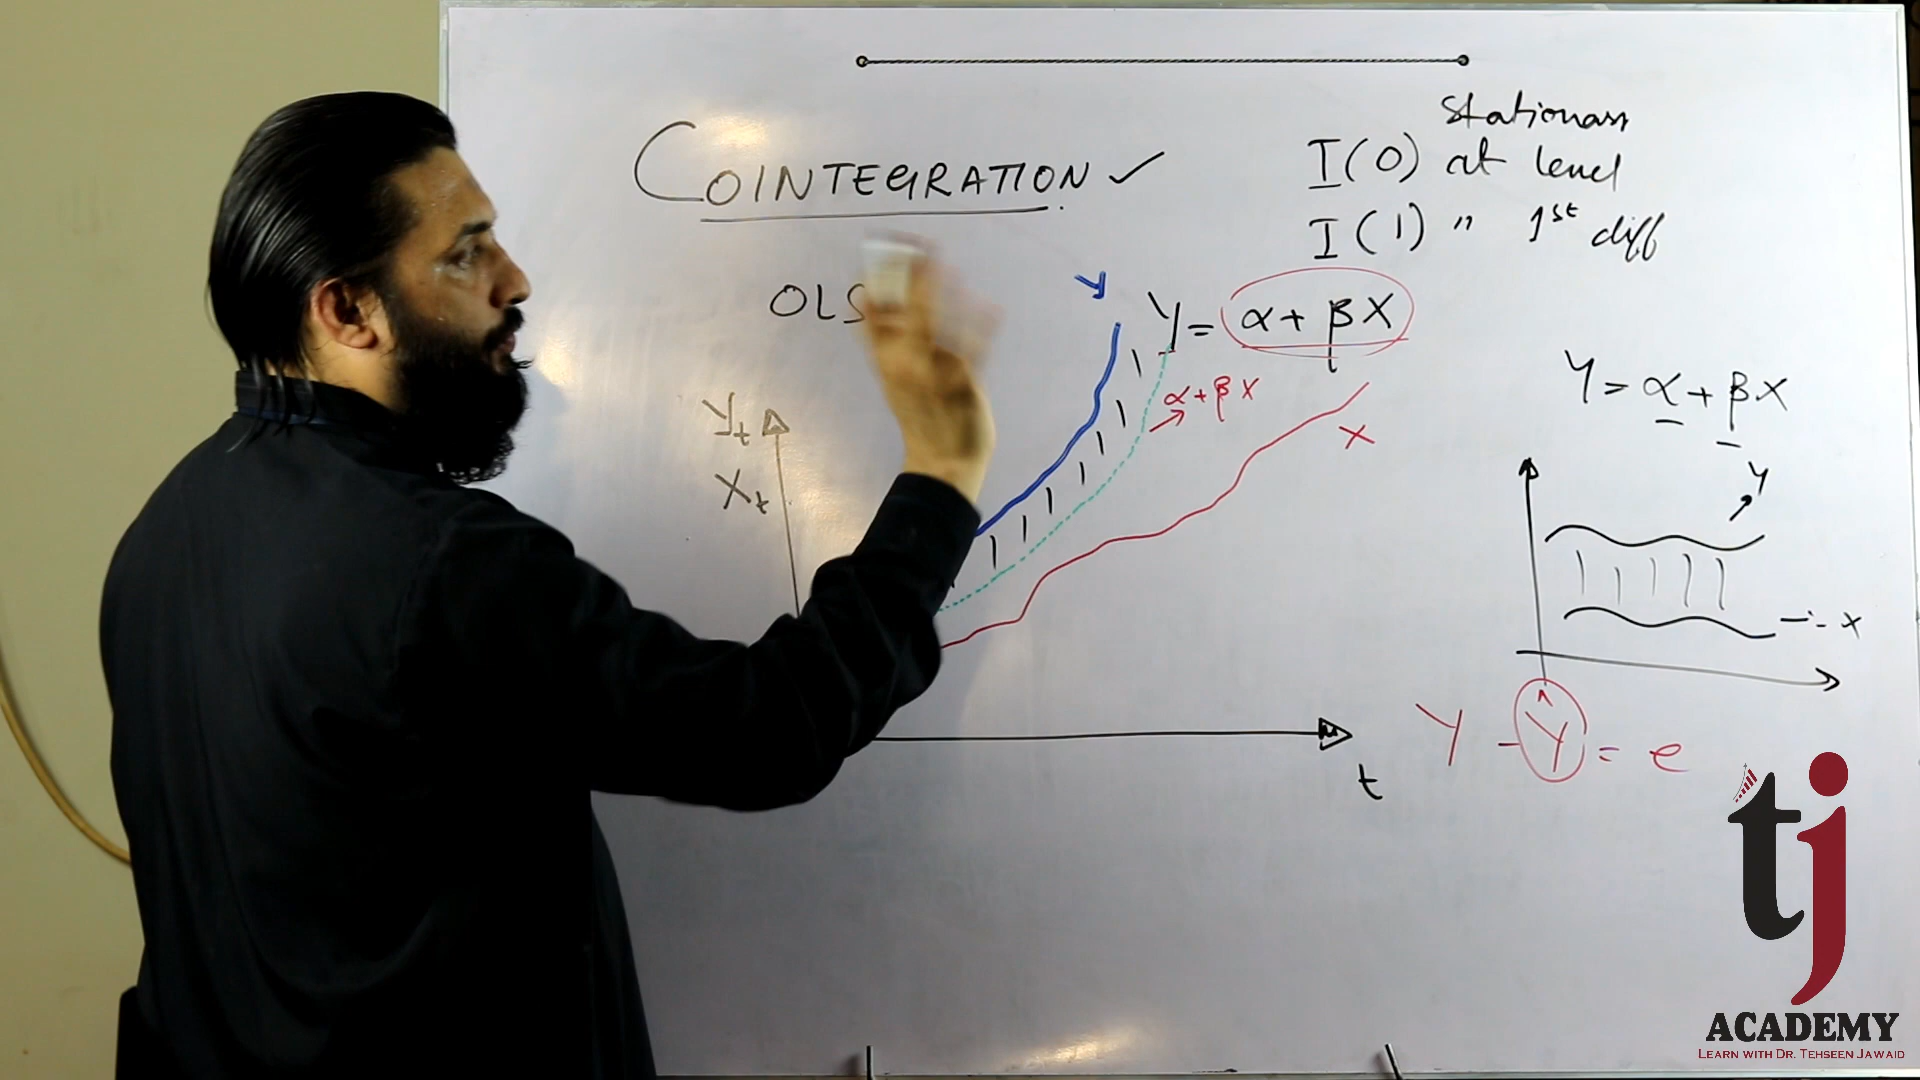 COINTEGRATION ✓
Stationary
I(0) at level
I(1) " 1st diff
OLS
Y
Y = α + βX
α + βX
X
Yt
Xt
t
Y = α + βX
Y
X
Y - Ŷ = e
tj
ACADEMY
LEARN WITH DR. TEHSEEN JAWAID